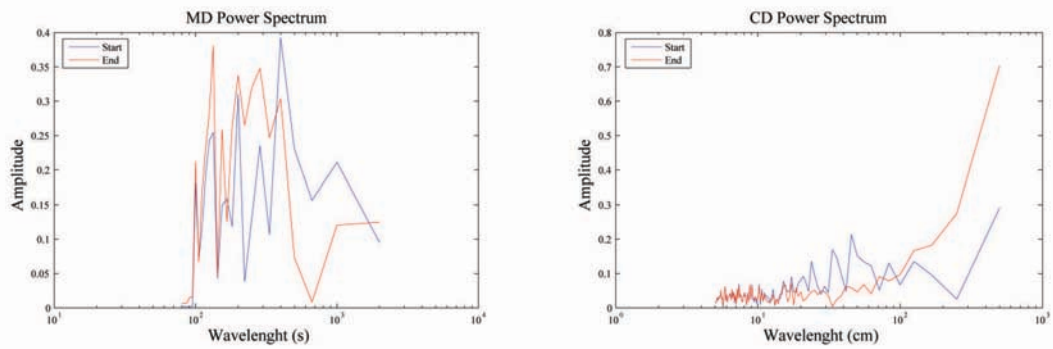 MD Power Spectrum
0.4
0.35
0.3
0.25
0.2
0.15
0.1
0.05
0
Start
End
Amplitude
10^1
10^2
10^3
10^4
Wavelenght (s)
CD Power Spectrum
0.8
0.7
0.6
0.5
0.4
0.3
0.2
0.1
0
Start
End
Amplitude
10^0
10^1
10^2
10^3
Wavelenght (cm)